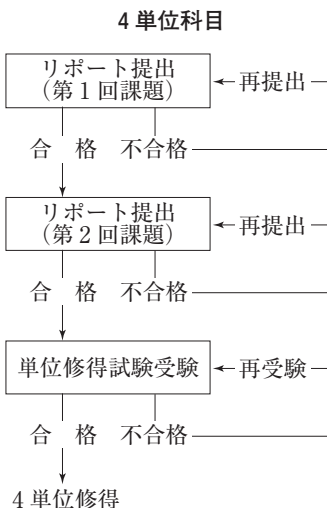 4単位科目
リポート提出
(第1回課題)
再提出
合 格 不合格
リポート提出
(第2回課題)
再提出
合 格 不合格
単位修得試験受験
再受験
合 格 不合格
4単位修得